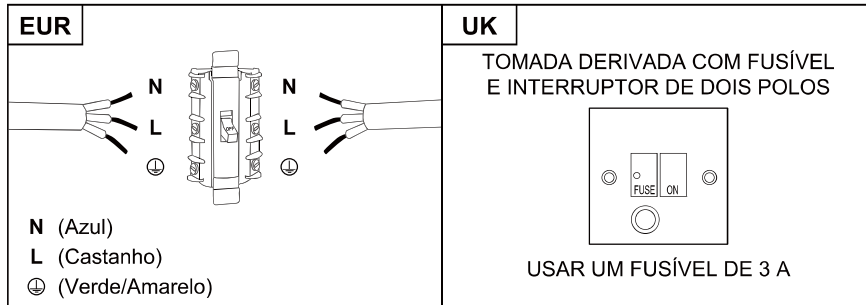 EUR
N
N
L
OFF
L
⏚
⏚
N (Azul)
L (Castanho)
⏚ (Verde/Amarelo)
UK
TOMADA DERIVADA COM FUSÍVEL
E INTERRUPTOR DE DOIS POLOS
FUSE
ON
USAR UM FUSÍVEL DE 3 A